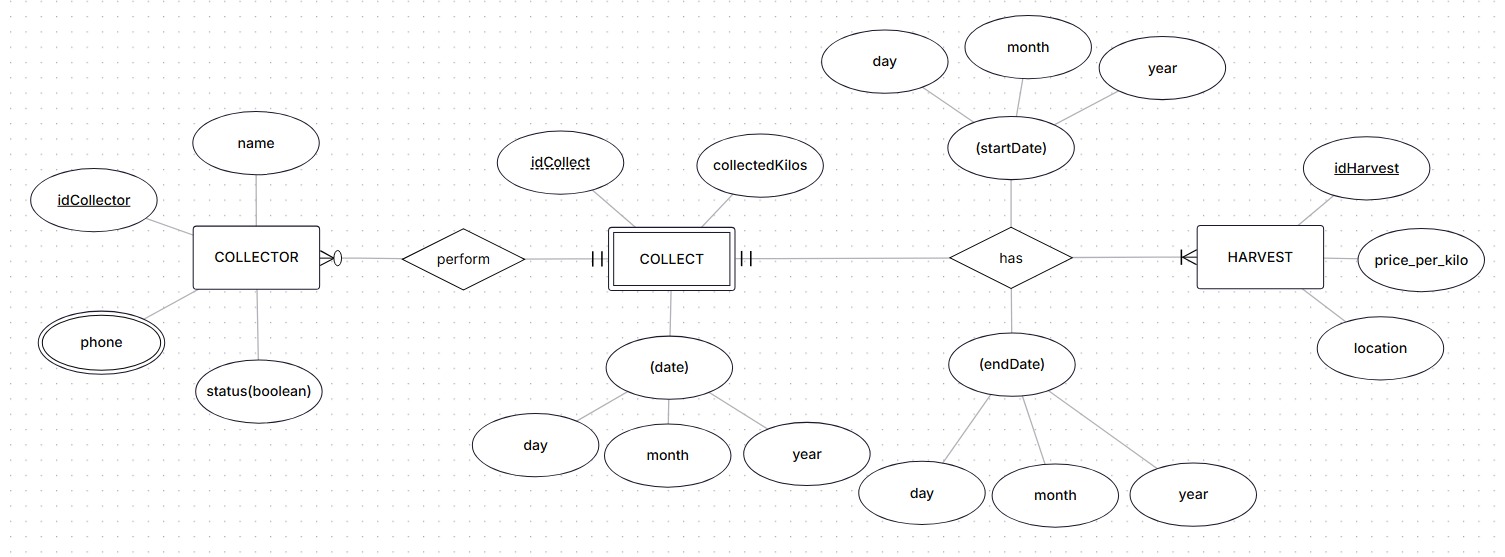 day
month
year
name
idCollect
collectedKilos
(startDate)
idHarvest
idCollector
COLLECTOR
perform
COLLECT
has
HARVEST
price_per_kilo
phone
status(boolean)
(date)
(endDate)
location
day
month
year
day
month
year